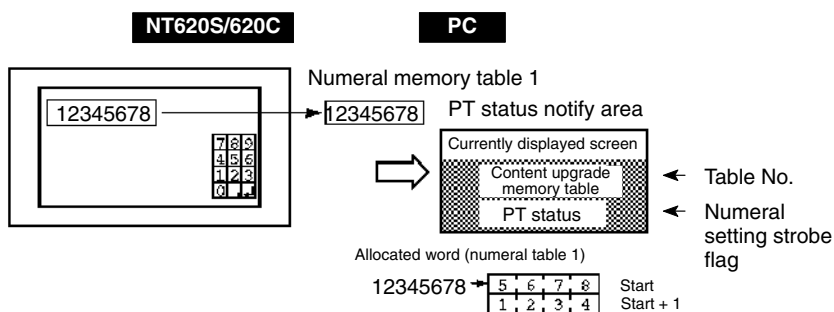 NT620S/620C
PC
Numeral memory table 1
12345678
12345678
PT status notify area
Currently displayed screen
7 8 9
4 5 6
1 2 3
0 . ↵
Content upgrade
memory table
Table No.
PT status
Numeral
setting strobe
flag
Allocated word (numeral table 1)
12345678
5 6 7 8
Start
1 2 3 4
Start + 1